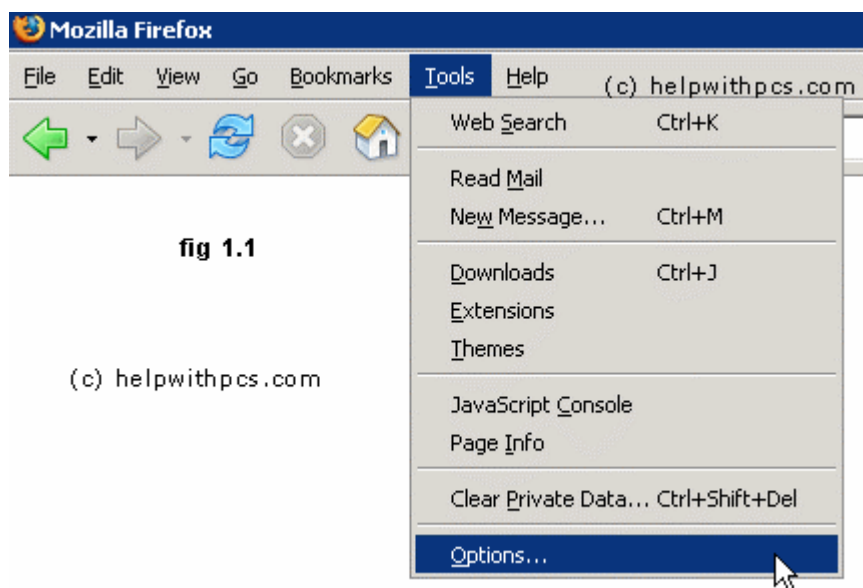 Mozilla Firefox
File Edit View Go Bookmarks Tools Help
(c) helpwithpcs.com
Web Search Ctrl+K
Read Mail
New Message... Ctrl+M
fig 1.1
Downloads Ctrl+J
Extensions
Themes
(c) helpwithpcs.com
JavaScript Console
Page Info
Clear Private Data... Ctrl+Shift+Del
Options...